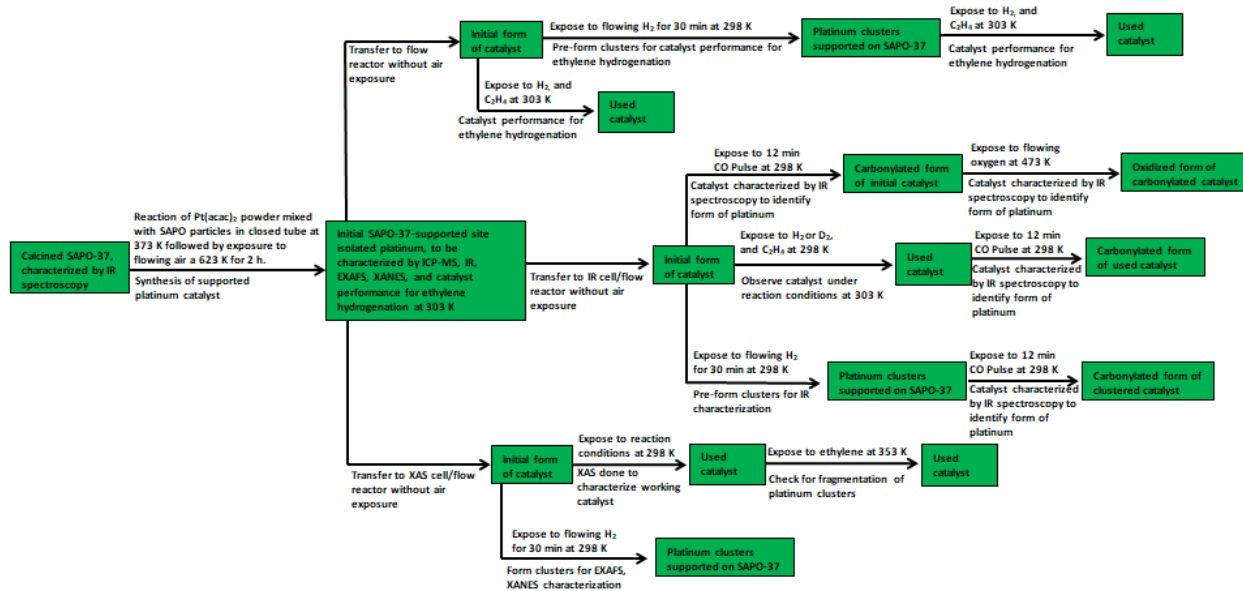 Transfer to flow
reactor without air
exposure
Initial form
of catalyst
Expose to flowing H₂ for 30 min at 298 K
Pre-form clusters for catalyst performance for
ethylene hydrogenation
Platinum clusters
supported on SAPO-37
Expose to H₂, and
C₂H₄ at 303 K
Catalyst performance for
ethylene hydrogenation
Used
catalyst
Expose to H₂, and
C₂H₄ at 303 K
Catalyst performance for
ethylene hydrogenation
Used
catalyst
Calcined SAPO-37,
characterized by IR
spectroscopy
Reaction of Pt(acac)₂ powder mixed
with SAPO particles in closed tube at
373 K followed by exposure to
flowing air a 623 K for 2 h.
Synthesis of supported
platinum catalyst
Initial SAPO-37-supported site
isolated platinum, to be
characterized by ICP-MS, IR,
EXAFS, XANES, and catalyst
performance for ethylene
hydrogenation at 303 K
Transfer to IR cell/flow
reactor without air
exposure
Initial form
of catalyst
Expose to 12 min
CO Pulse at 298 K
Catalyst characterized by IR
spectroscopy to identify
form of platinum
Carbonylated form
of initial catalyst
Expose to flowing
oxygen at 473 K
Catalyst characterized by IR
spectroscopy to identify
form of platinum
Oxidized form of
carbonylated catalyst
Expose to H₂ or D₂,
and C₂H₄ at 298 K
Observe catalyst under
reaction conditions at 303 K
Used
catalyst
Expose to 12 min
CO Pulse at 298 K
Catalyst characterized
by IR spectroscopy to
identify form of
platinum
Carbonylated form
of used catalyst
Expose to flowing H₂
for 30 min at 298 K
Pre-form clusters for IR
characterization
Platinum clusters
supported on SAPO-37
Expose to 12 min
CO Pulse at 298 K
Catalyst characterized
by IR spectroscopy to
identify form of
platinum
Carbonylated form of
clustered catalyst
Transfer to XAS cell/flow
reactor without air
exposure
Initial form
of catalyst
Expose to reaction
conditions at 298 K
XAS done to
characterize working
catalyst
Used
catalyst
Expose to ethylene at 353 K
Check for fragmentation of
platinum clusters
Used
catalyst
Expose to flowing H₂
for 30 min at 298 K
Form clusters for EXAFS,
XANES characterization
Platinum clusters
supported on SAPO-37